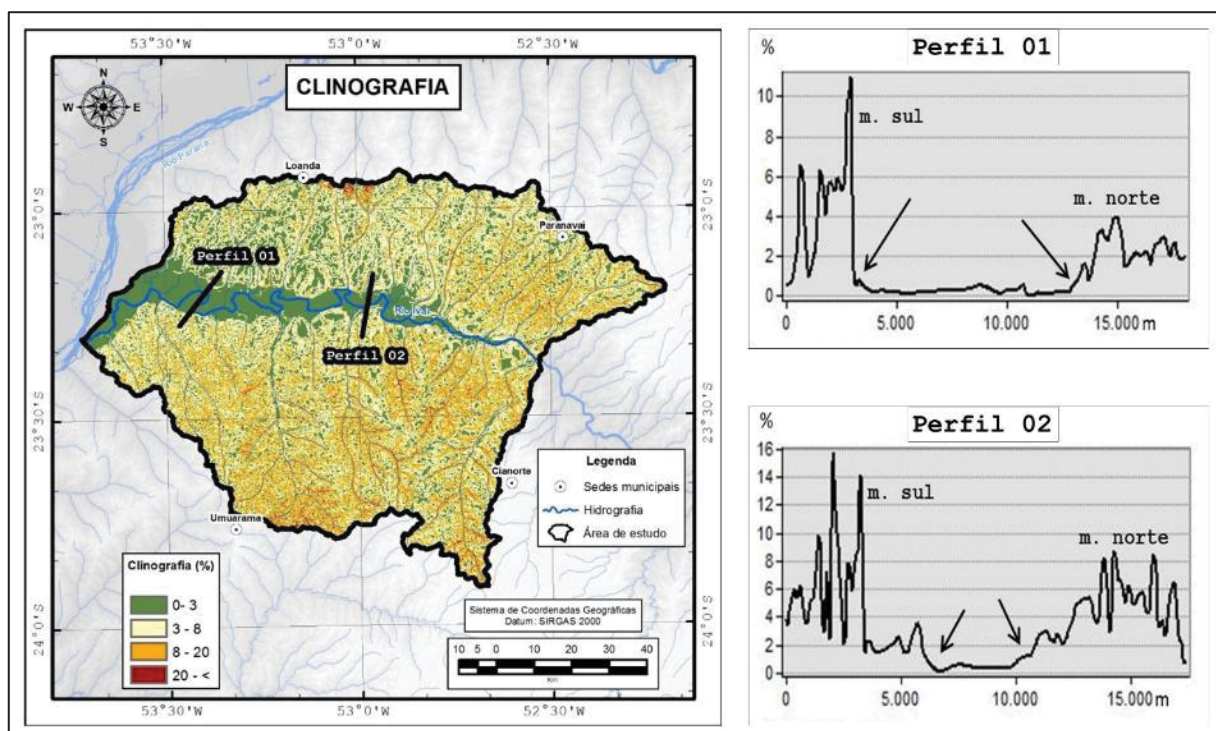 53°30'W 53°0'W 52°30'W
CLINOGRAFIA
N
W E
S
Rio Paraná
Loanda
Paranavaí
23°0'S 23°0'S
Perfil 01
Rio Ivaí
Perfil 02
23°30'S 23°30'S
Cianorte
Umuarama
Legenda
Sedes municipais
Hidrografia
Área de estudo
Clinografia (%)
0- 3
3 - 8
8 - 20
20 - <
Sistema de Coordenadas Geográficas
Datum: SIRGAS 2000
10 5 0 10 20 30 40
Km
24°0'S 24°0'S
53°30'W 53°0'W 52°30'W
% Perfil 01
10
8
6
4
2
0
m. sul
m. norte
0 5.000 10.000 15.000 m
% Perfil 02
16
14
12
10
8
6
4
2
0
m. sul
m. norte
0 5.000 10.000 15.000 m